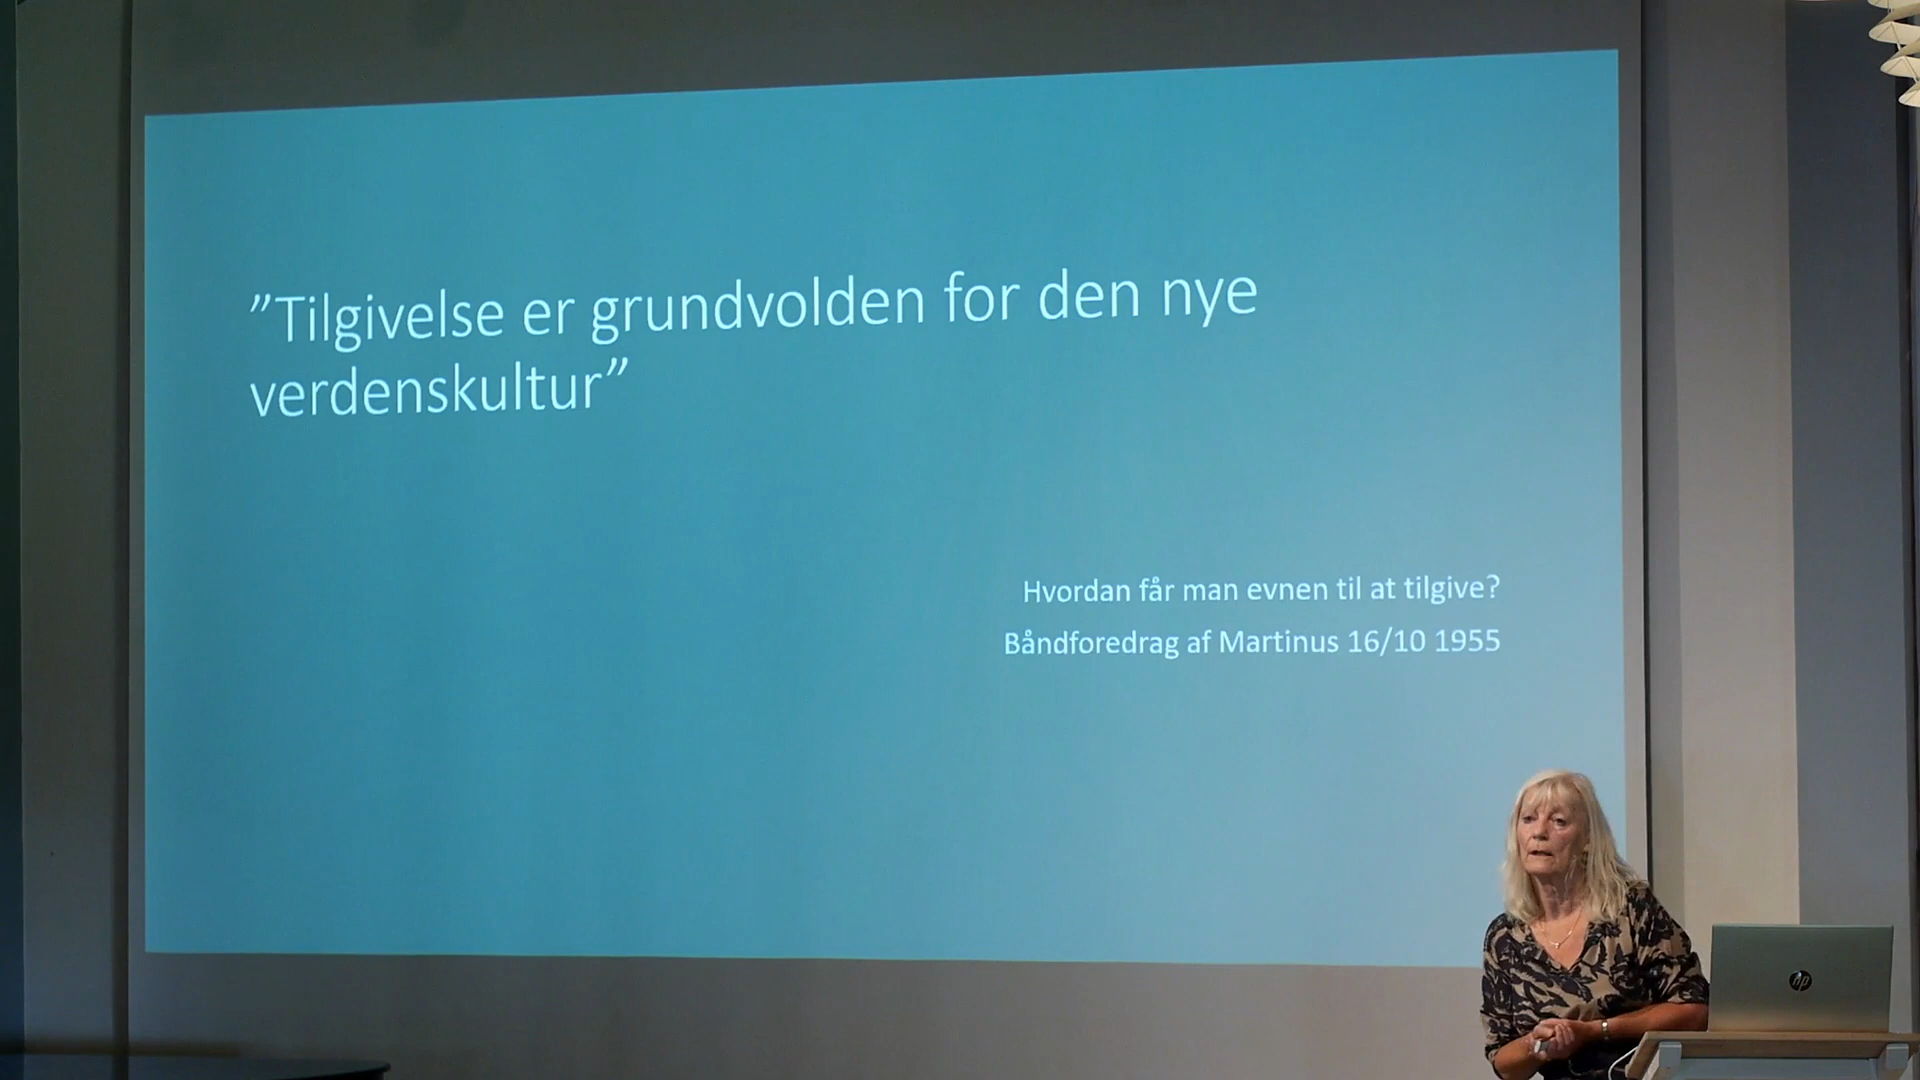 ”Tilgivelse er grundvolden for den nye
verdenskultur”
Hvordan får man evnen til at tilgive?
Båndforedrag af Martinus 16/10 1955
hp